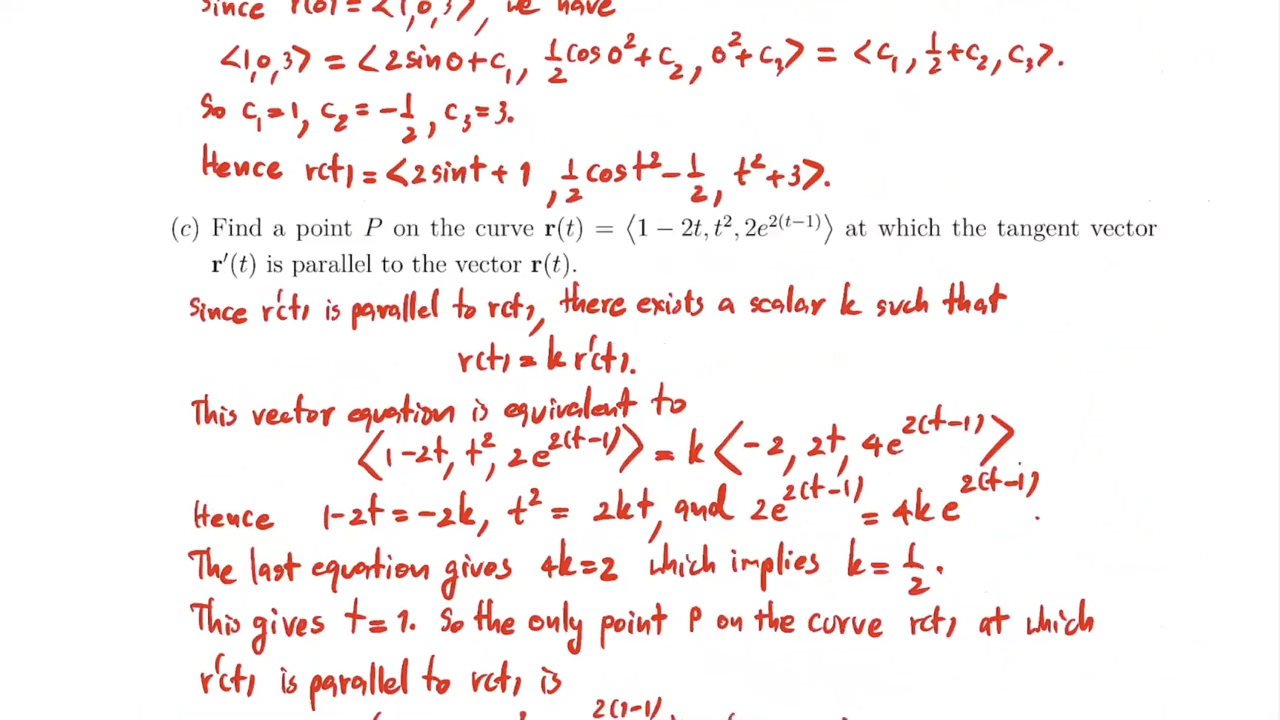 Since r(0) = <1,0,3>, we have
<1,0,3> = <2sin0+c₁, 1/2 cos 0²+c₂, 0²+c₃> = <c₁, 1/2+c₂, c₃>.
So c₁=1, c₂=-1/2, c₃=3.
Hence r(t) = <2sint+1, 1/2 cost²-1/2, t²+3>.
(c) Find a point P on the curve r(t) = ⟨1 − 2t, t², 2e^{2(t−1)}⟩ at which the tangent vector
r′(t) is parallel to the vector r(t).
Since r'(t) is parallel to r(t), there exists a scalar k such that
r(t) = k r'(t).
This vector equation is equivalent to
<1-2t, t², 2e^{2(t-1)}> = k<-2, 2t, 4e^{2(t-1)}>
Hence 1-2t = -2k, t² = 2kt, and 2e^{2(t-1)} = 4ke^{2(t-1)}.
The last equation gives 4k=2 which implies k=1/2.
This gives t=1. So the only point P on the curve r(t) at which
r'(t) is parallel to r(t) is
2(1-1)